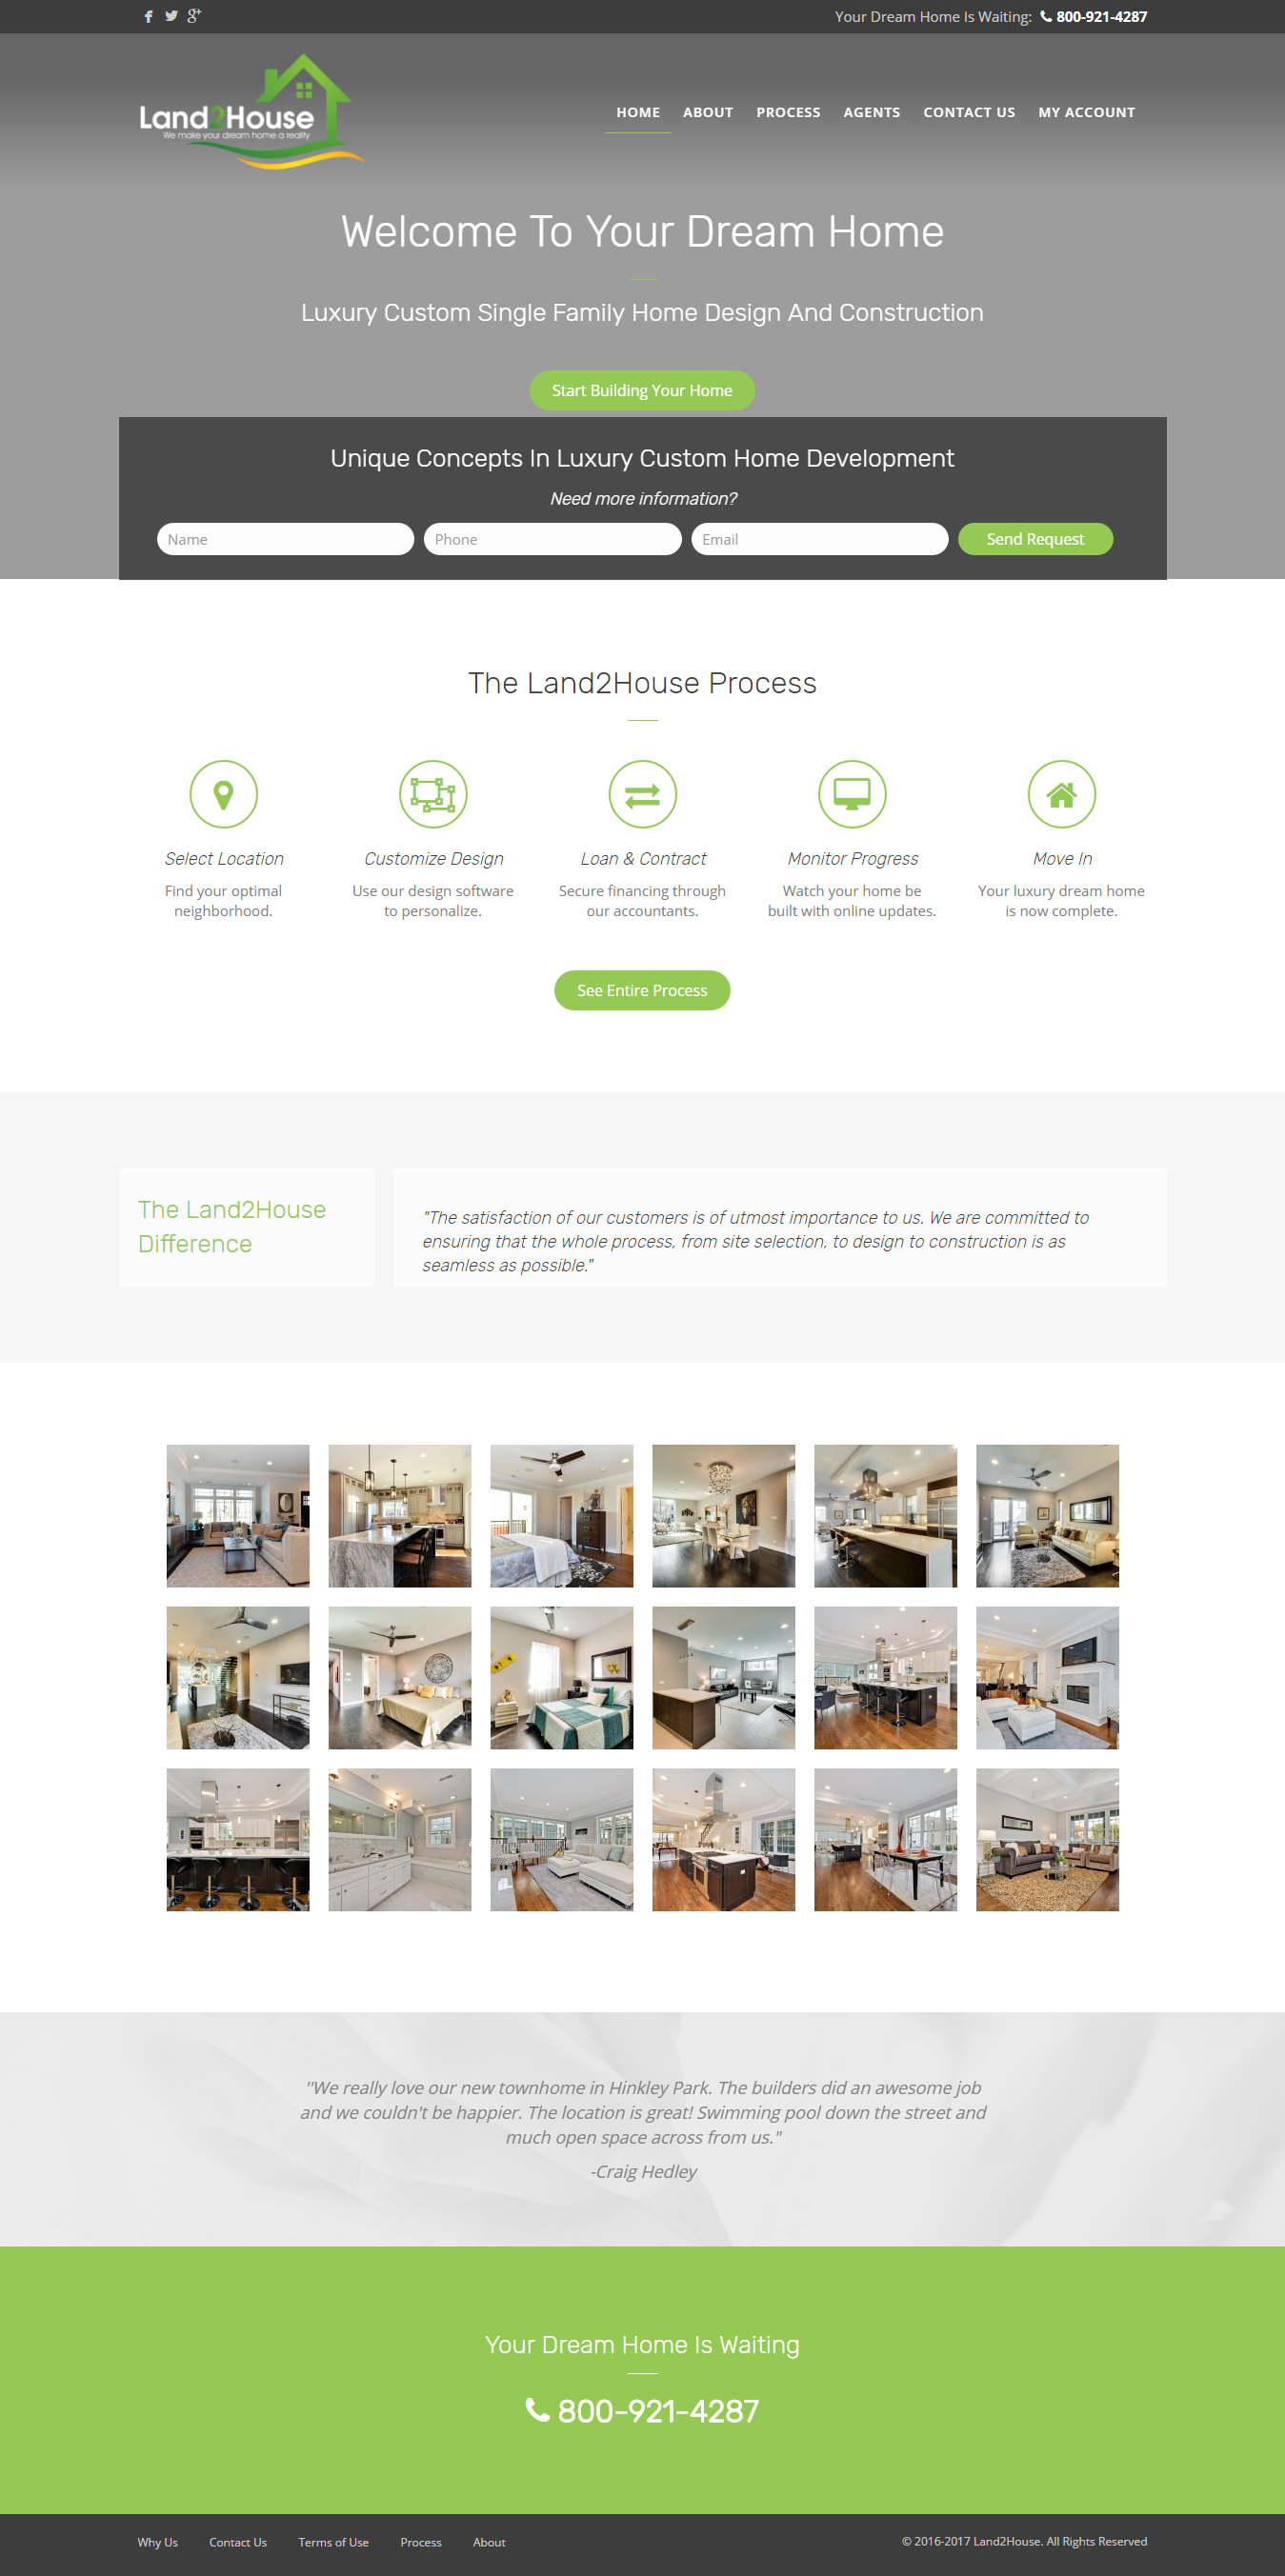 Your Dream Home Is Waiting: 800-921-4287
Land2House
We make your dream home a reality
HOME ABOUT PROCESS AGENTS CONTACT US MY ACCOUNT
Welcome To Your Dream Home
Luxury Custom Single Family Home Design And Construction
Start Building Your Home
Unique Concepts In Luxury Custom Home Development
Need more information?
Name Phone Email Send Request
The Land2House Process
Select Location
Find your optimal
neighborhood.
Customize Design
Use our design software
to personalize.
Loan & Contract
Secure financing through
our accountants.
Monitor Progress
Watch your home be
built with online updates.
Move In
Your luxury dream home
is now complete.
See Entire Process
The Land2House
Difference
"The satisfaction of our customers is of utmost importance to us. We are committed to
ensuring that the whole process, from site selection, to design to construction is as
seamless as possible."
"We really love our new townhome in Hinkley Park. The builders did an awesome job
and we couldn't be happier. The location is great! Swimming pool down the street and
much open space across from us."
-Craig Hedley
Your Dream Home Is Waiting
800-921-4287
Why Us Contact Us Terms of Use Process About
© 2016-2017 Land2House. All Rights Reserved